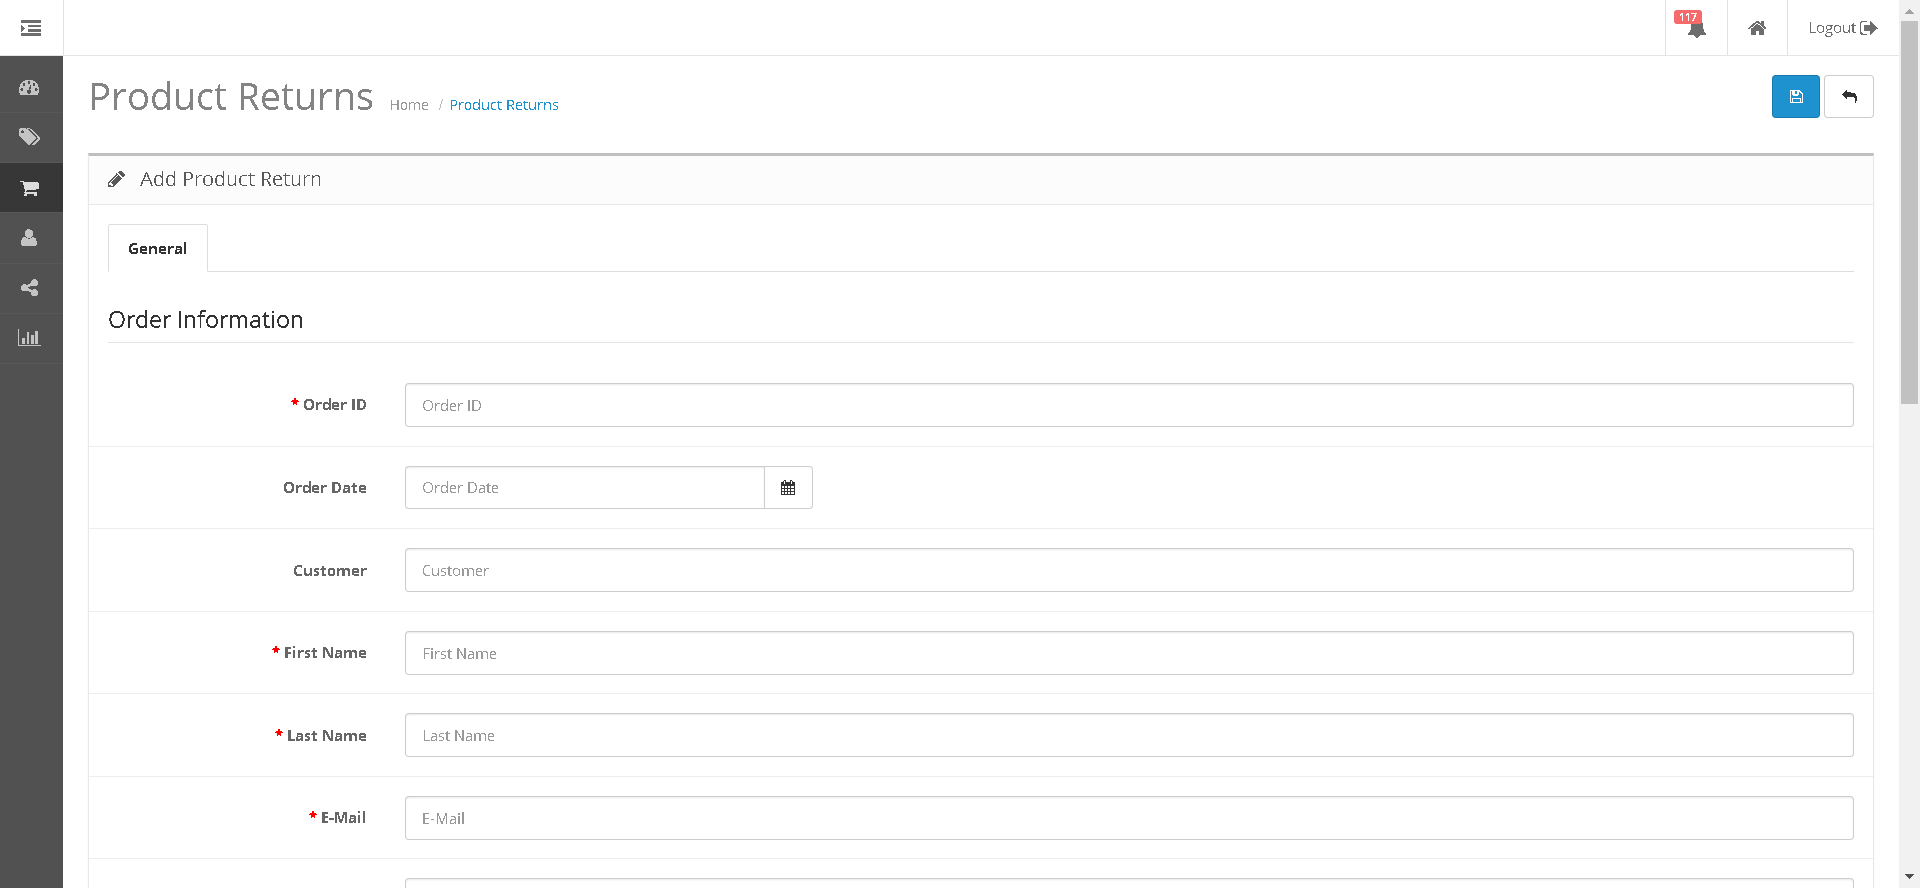 117
Logout
Product Returns
Home / Product Returns
Add Product Return
General
Order Information
* Order ID
Order ID
Order Date
Order Date
Customer
Customer
* First Name
First Name
* Last Name
Last Name
* E-Mail
E-Mail